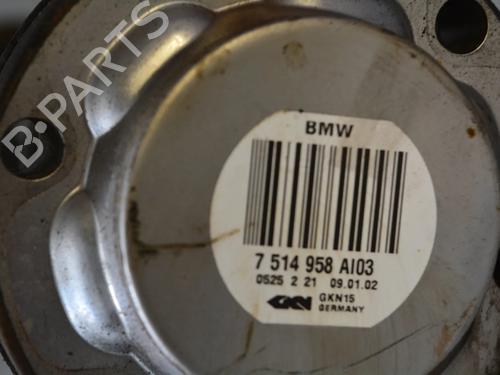 B-PARTS
BMW
7 514 958 AI03
0525 2 21 09.01.02
GKN GKN15
GERMANY